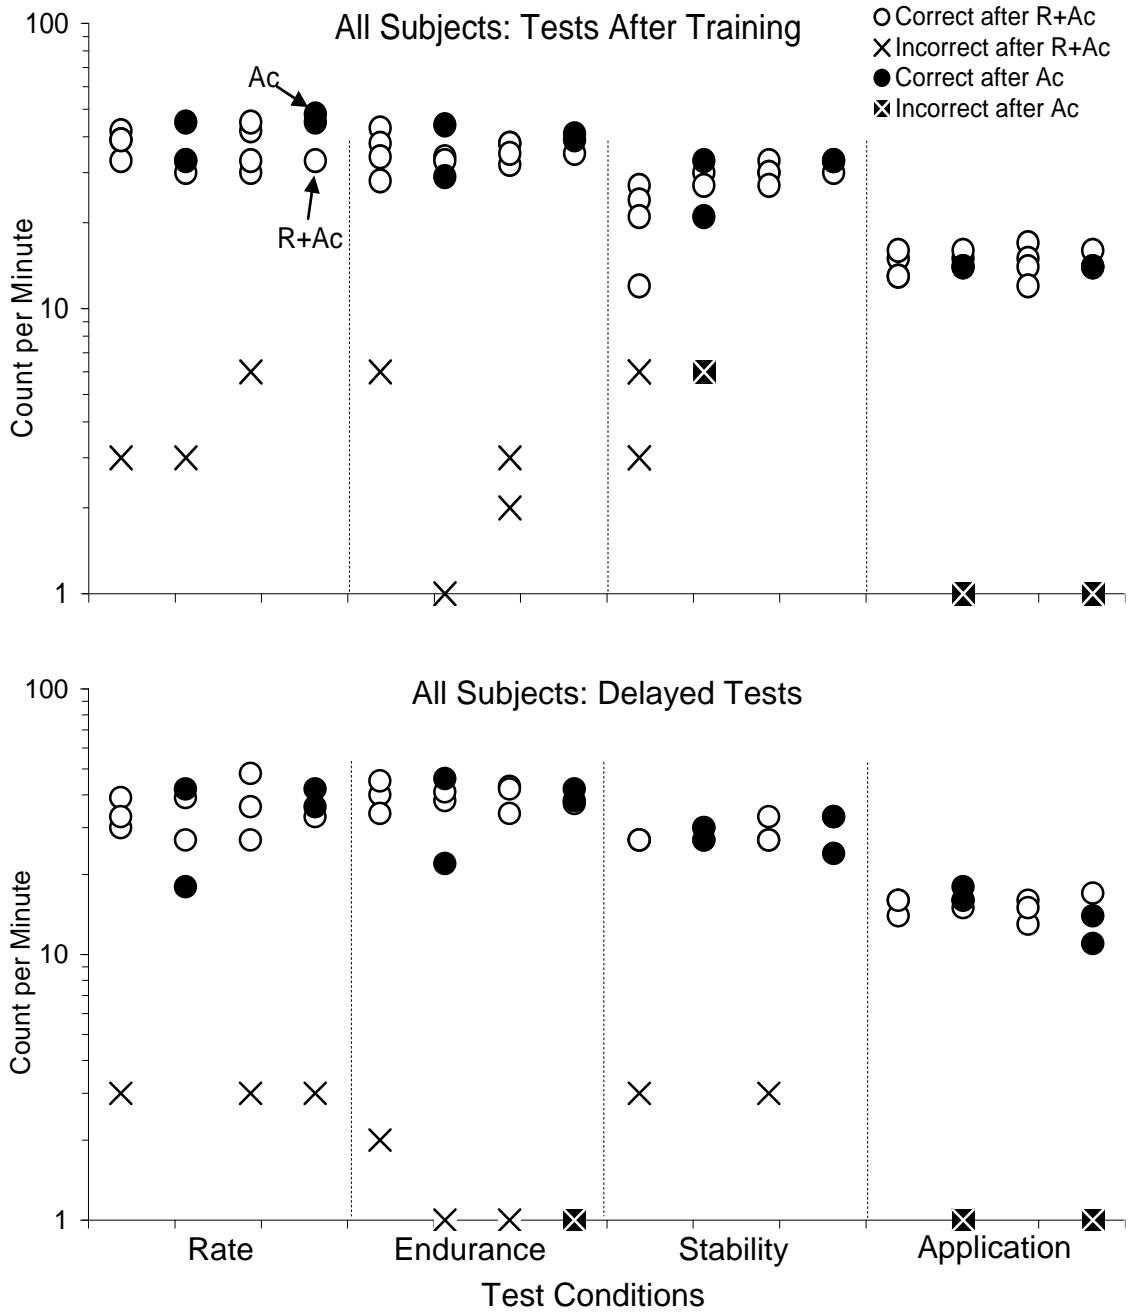 All Subjects: Tests After Training
Correct after R+Ac
Incorrect after R+Ac
Correct after Ac
Incorrect after Ac
100
10
1
Count per Minute
Ac
R+Ac
All Subjects: Delayed Tests
100
10
1
Count per Minute
Rate Endurance Stability Application
Test Conditions